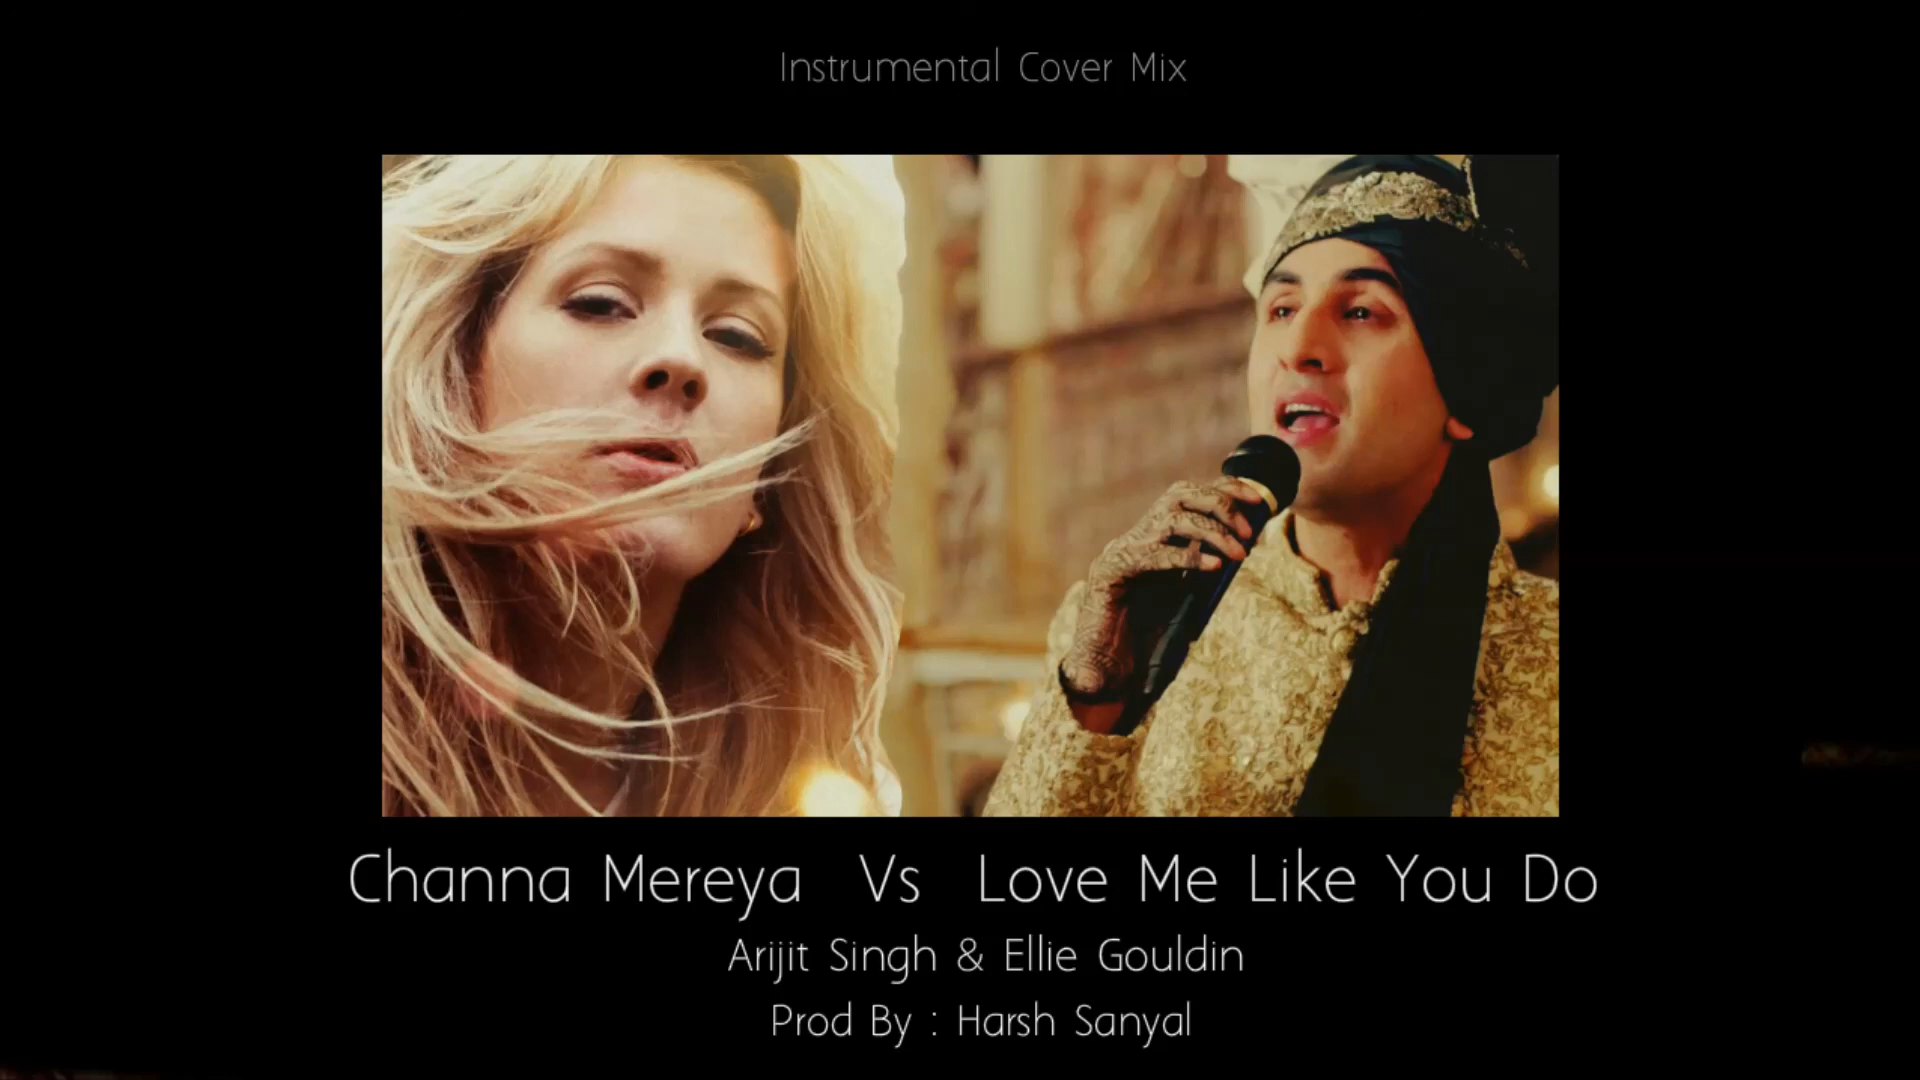 Instrumental Cover Mix
Channa Mereya Vs Love Me Like You Do
Arijit Singh & Ellie Gouldin
Prod By : Harsh Sanyal